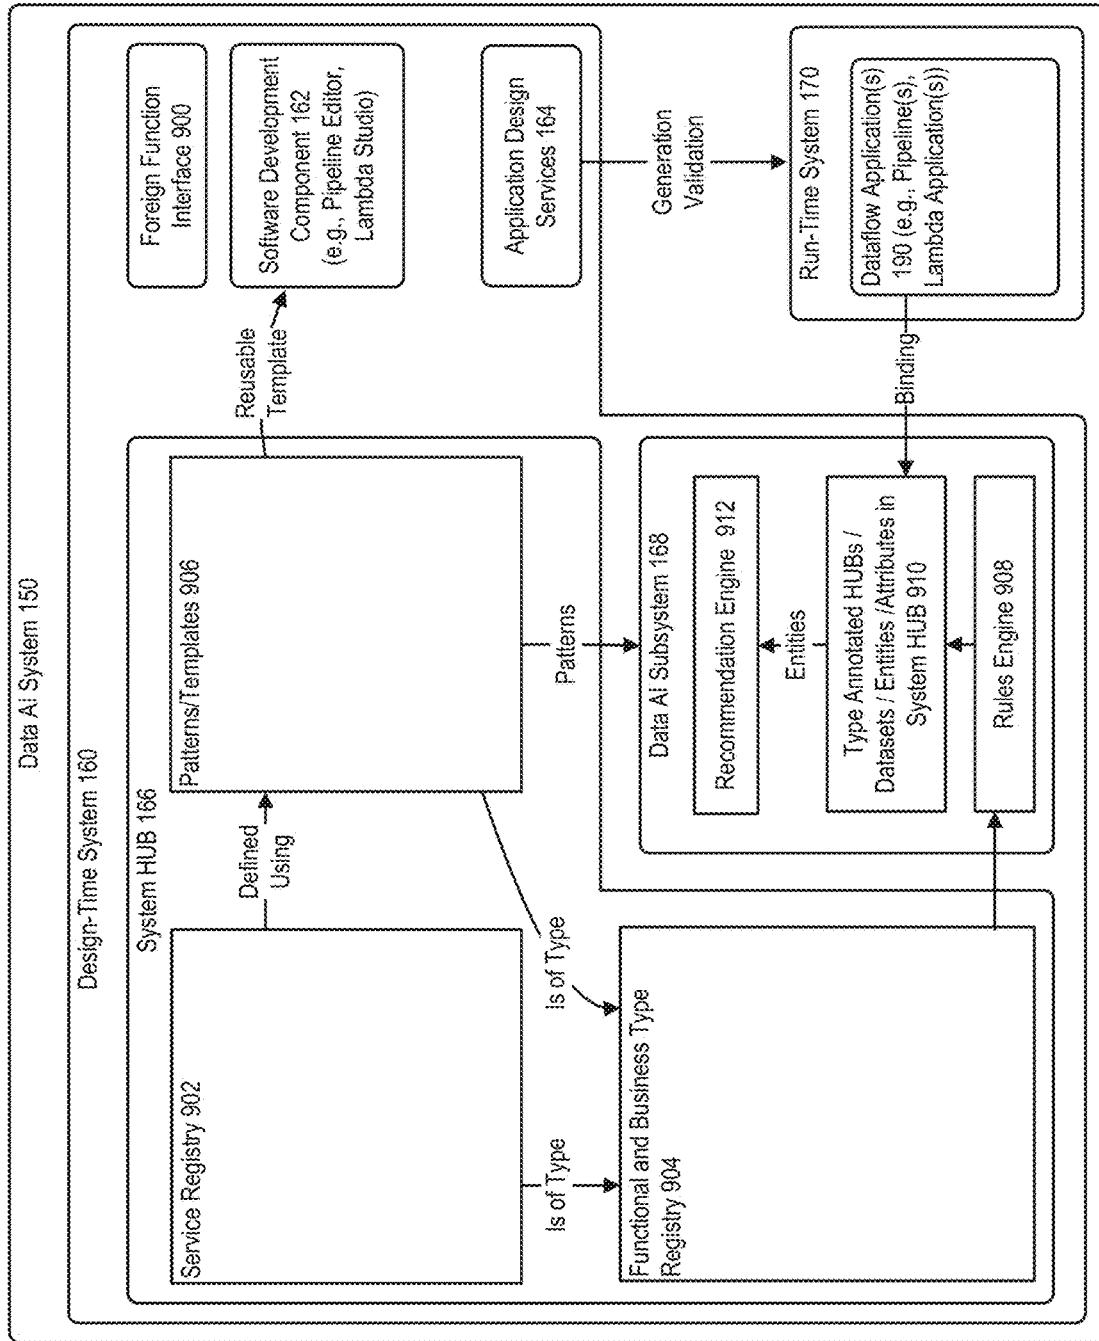 Data AI System 150
Design-Time System 160
System HUB 166
Service Registry 902
Defined
Using
Patterns/Templates 906
Reusable
Template
Foreign Function
Interface 900
Software Development
Component 162
(e.g., Pipeline Editor,
Lambda Studio)
Application Design
Services 164
Is of Type
Is of Type
Patterns
Generation
Validation
Functional and Business Type
Registry 904
Data AI Subsystem 168
Recommendation Engine 912
Entities
Type Annotated HUBs /
Datasets / Entities /Attributes in
System HUB 910
Rules Engine 908
Binding
Run-Time System 170
Dataflow Application(s)
190 (e.g., Pipeline(s),
Lambda Application(s))